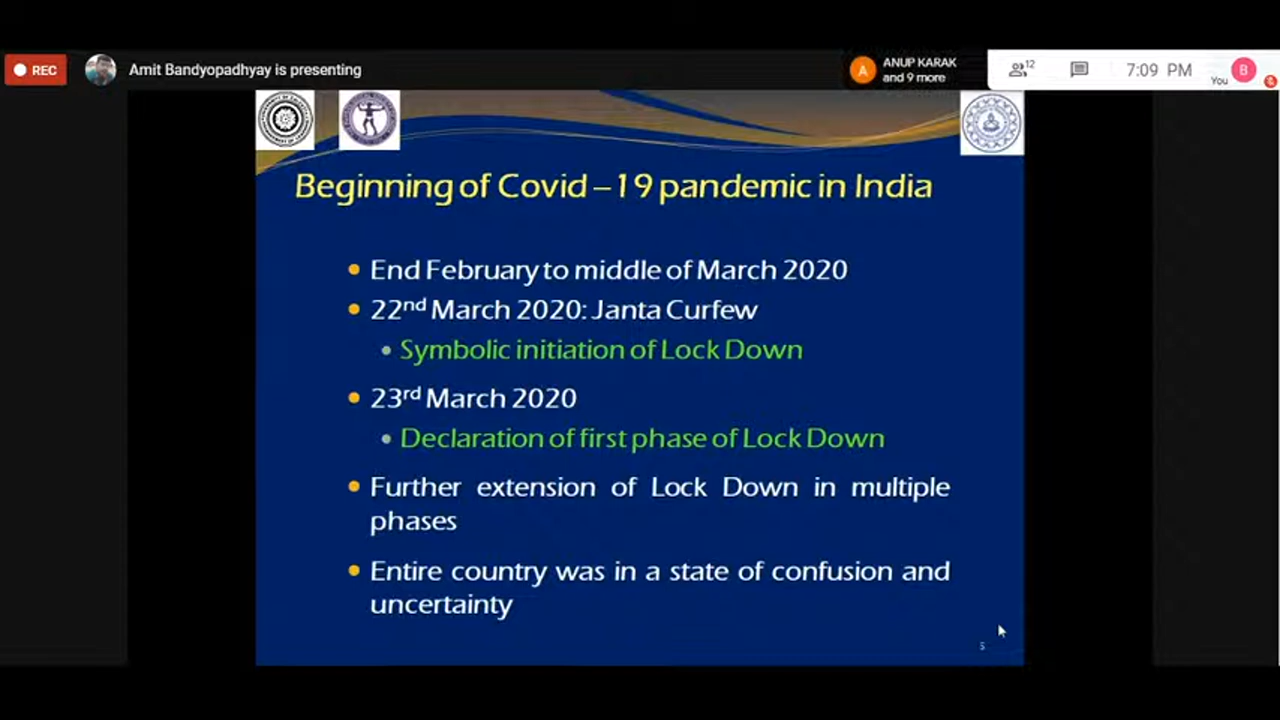 REC
Amit Bandyopadhyay is presenting
A
ANUP KARAK
and 9 more
12
7:09 PM
You
B
Beginning of Covid – 19 pandemic in India
End February to middle of March 2020
22nd March 2020: Janta Curfew
Symbolic initiation of Lock Down
23rd March 2020
Declaration of first phase of Lock Down
Further extension of Lock Down in multiple
phases
Entire country was in a state of confusion and
uncertainty
5